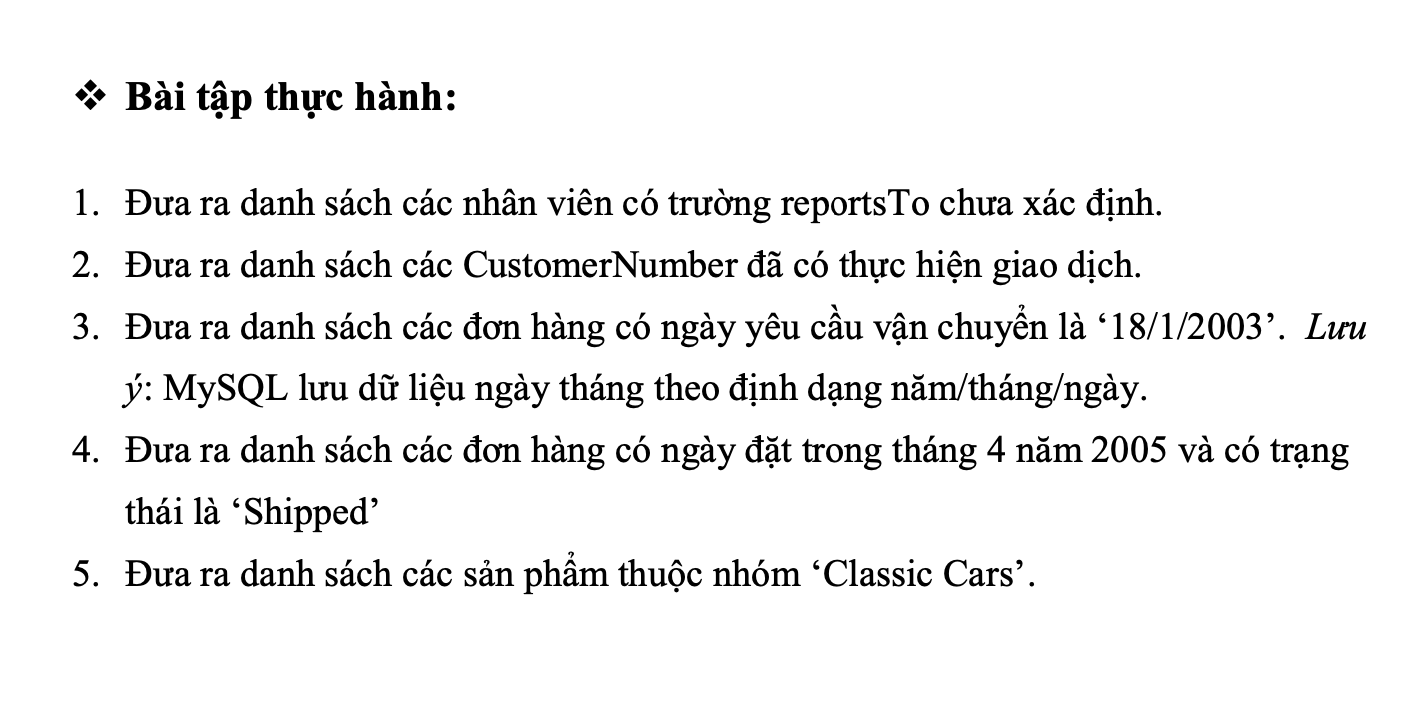 ❖ Bài tập thực hành:
1. Đưa ra danh sách các nhân viên có trường reportsTo chưa xác định.
2. Đưa ra danh sách các CustomerNumber đã có thực hiện giao dịch.
3. Đưa ra danh sách các đơn hàng có ngày yêu cầu vận chuyển là ‘18/1/2003’. Lưu
ý: MySQL lưu dữ liệu ngày tháng theo định dạng năm/tháng/ngày.
4. Đưa ra danh sách các đơn hàng có ngày đặt trong tháng 4 năm 2005 và có trạng
thái là ‘Shipped’
5. Đưa ra danh sách các sản phẩm thuộc nhóm ‘Classic Cars’.